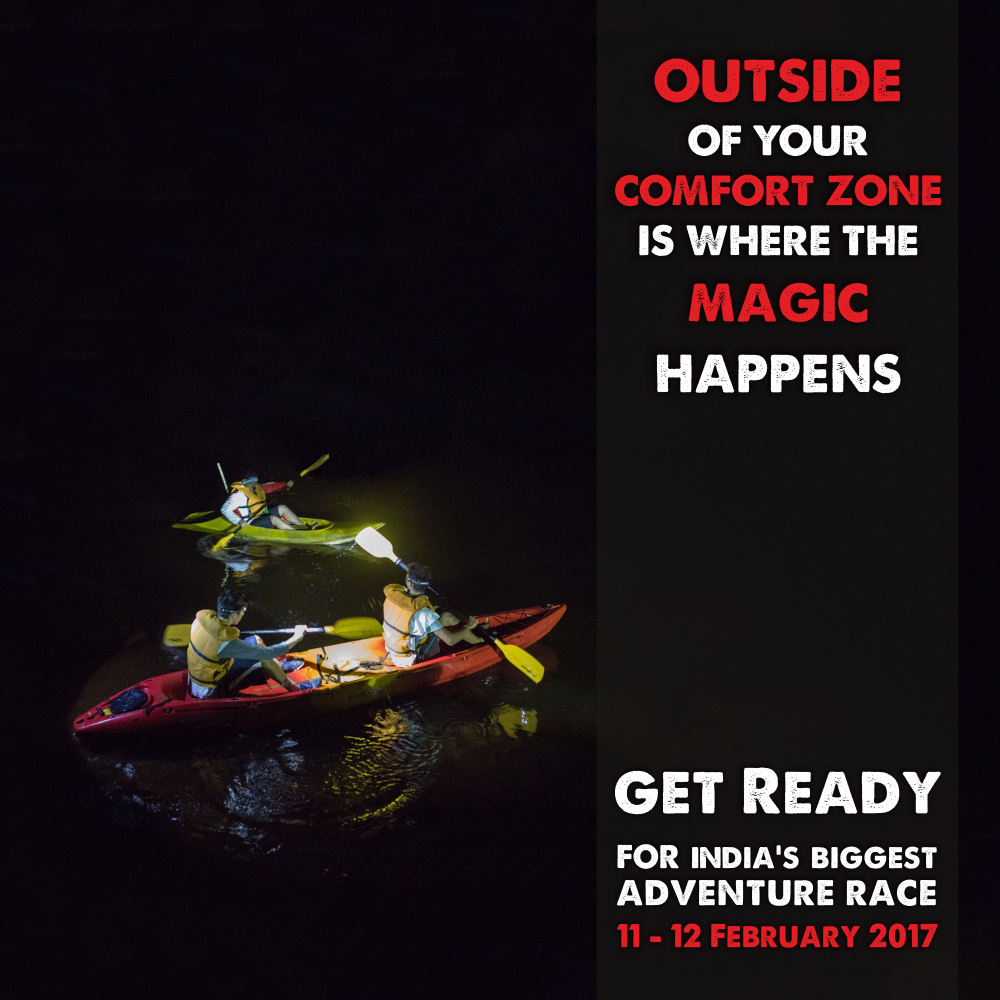 OUTSIDE
OF YOUR
COMFORT ZONE
IS WHERE THE
MAGIC
HAPPENS
GET READY
FOR INDIA'S BIGGEST
ADVENTURE RACE
11 - 12 FEBRUARY 2017